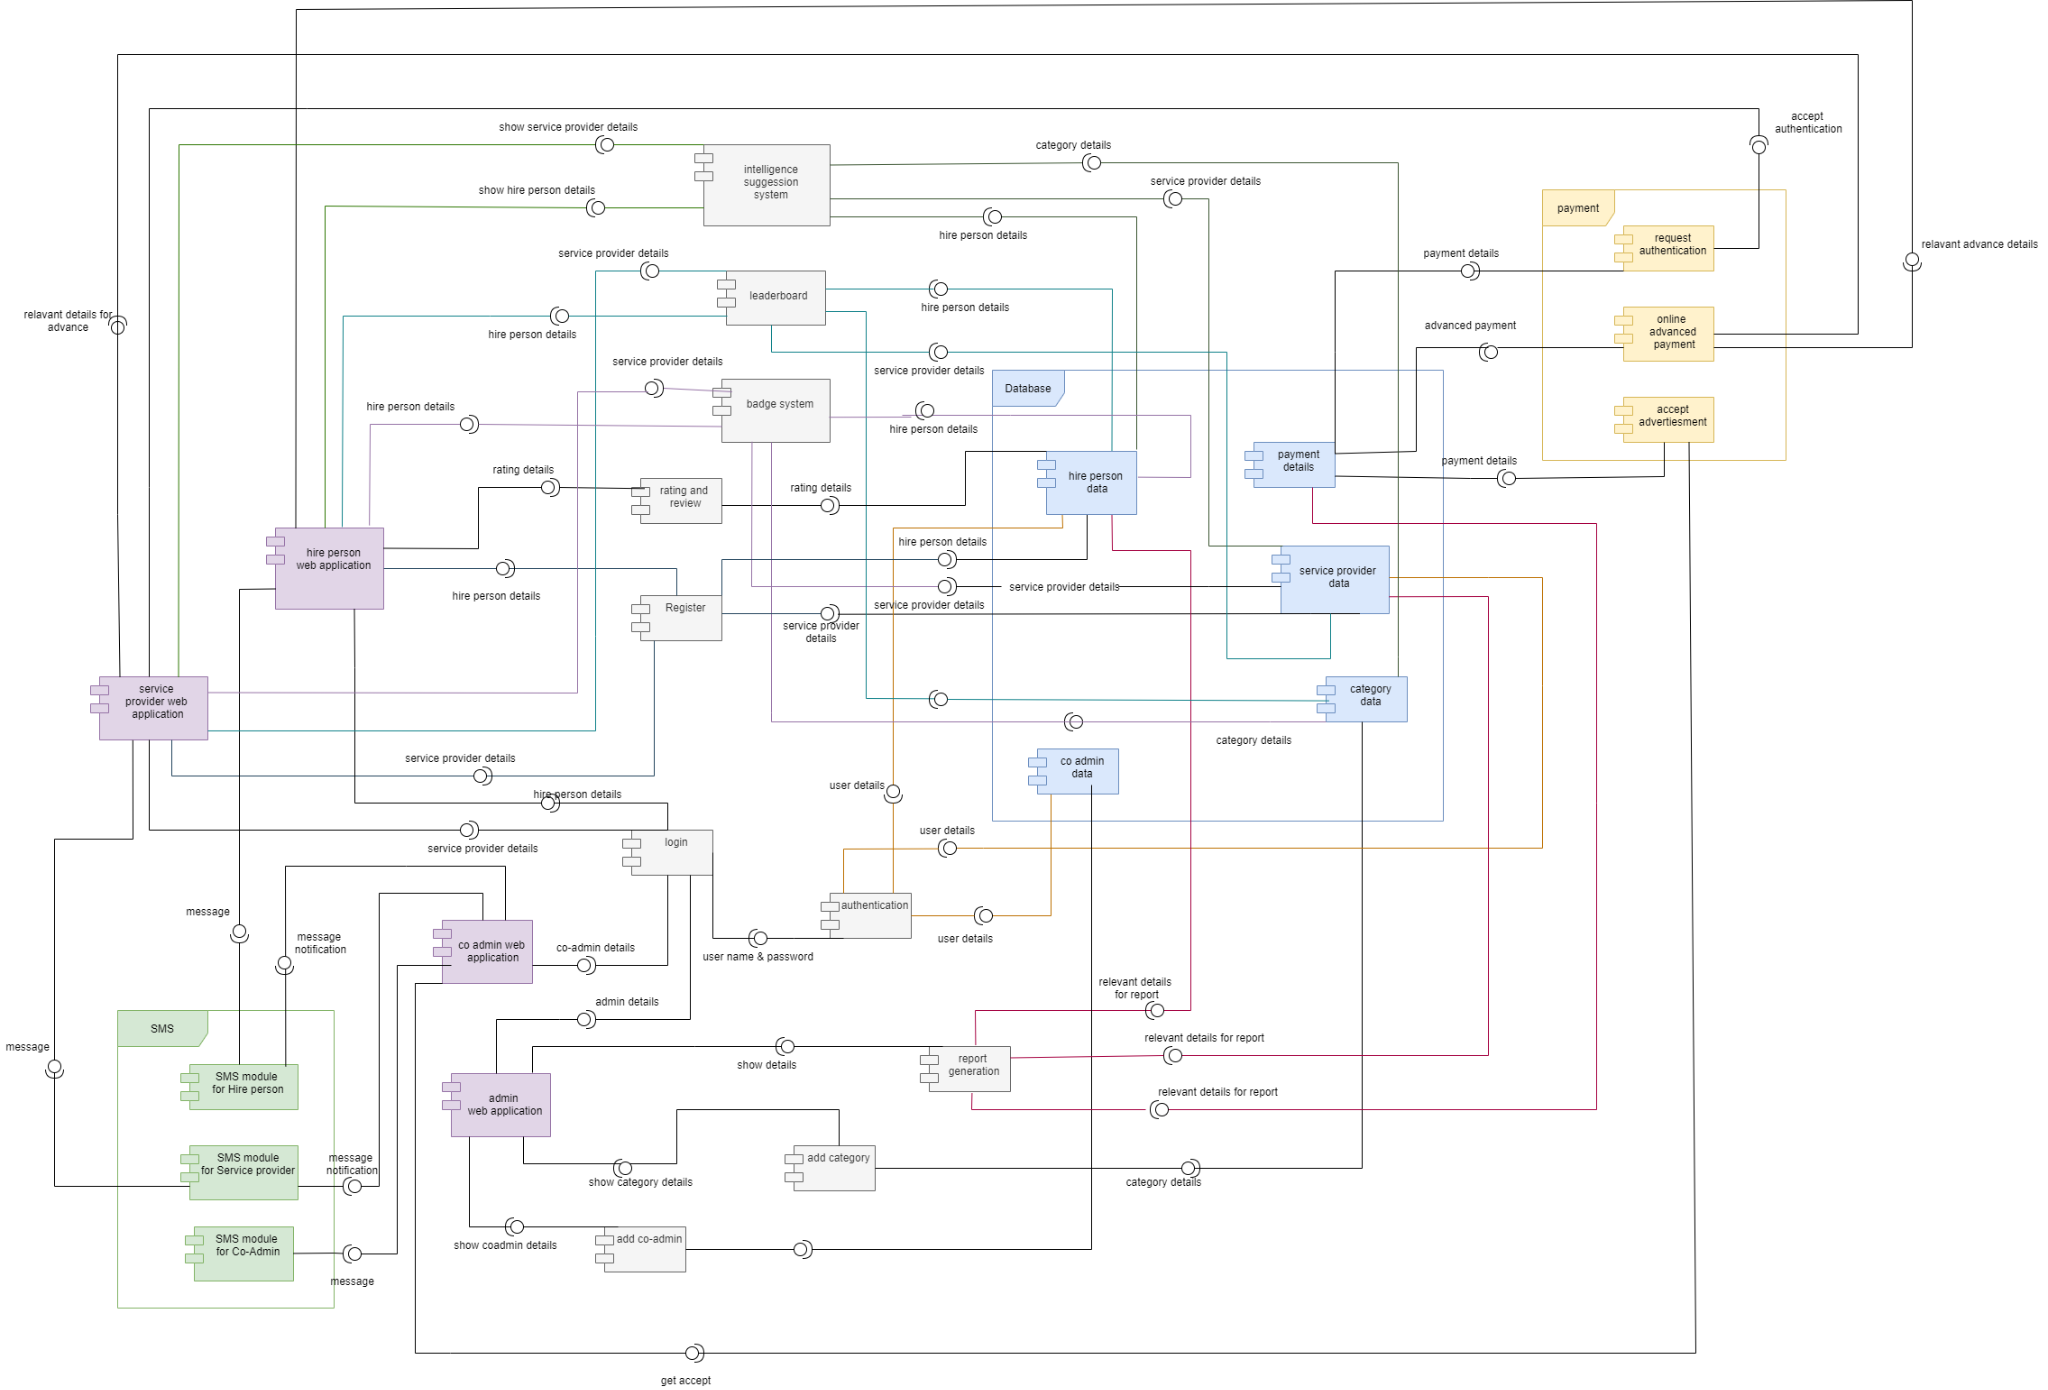 accept
authentication
show service provider details
category details
intelligence
suggession
system
service provider details
show hire person details
payment
hire person details
request
authentication
relavant advance details
service provider details
payment details
leaderboard
hire person details
relavant details for
advance
hire person details
online
advanced
payment
advanced payment
service provider details
service provider details
Database
badge system
hire person details
accept
advertiesment
hire person details
payment
details
payment details
rating details
hire person
data
rating and
review
rating details
hire person
web application
hire person details
service provider
data
service provider details
hire person details
Register
service provider details
service provider
details
service
provider web
application
category
data
category details
service provider details
co admin
data
user details
hire person details
login
user details
service provider details
authentication
message
message
notification
co admin web
application
co-admin details
user details
user name & password
relevant details
for report
admin details
SMS
relevant details for report
message
show details
report
generation
SMS module
for Hire person
admin
web application
relevant details for report
SMS module
for Service provider
message
notification
add category
show category details
category details
SMS module
for Co-Admin
show coadmin details
add co-admin
message
get accept